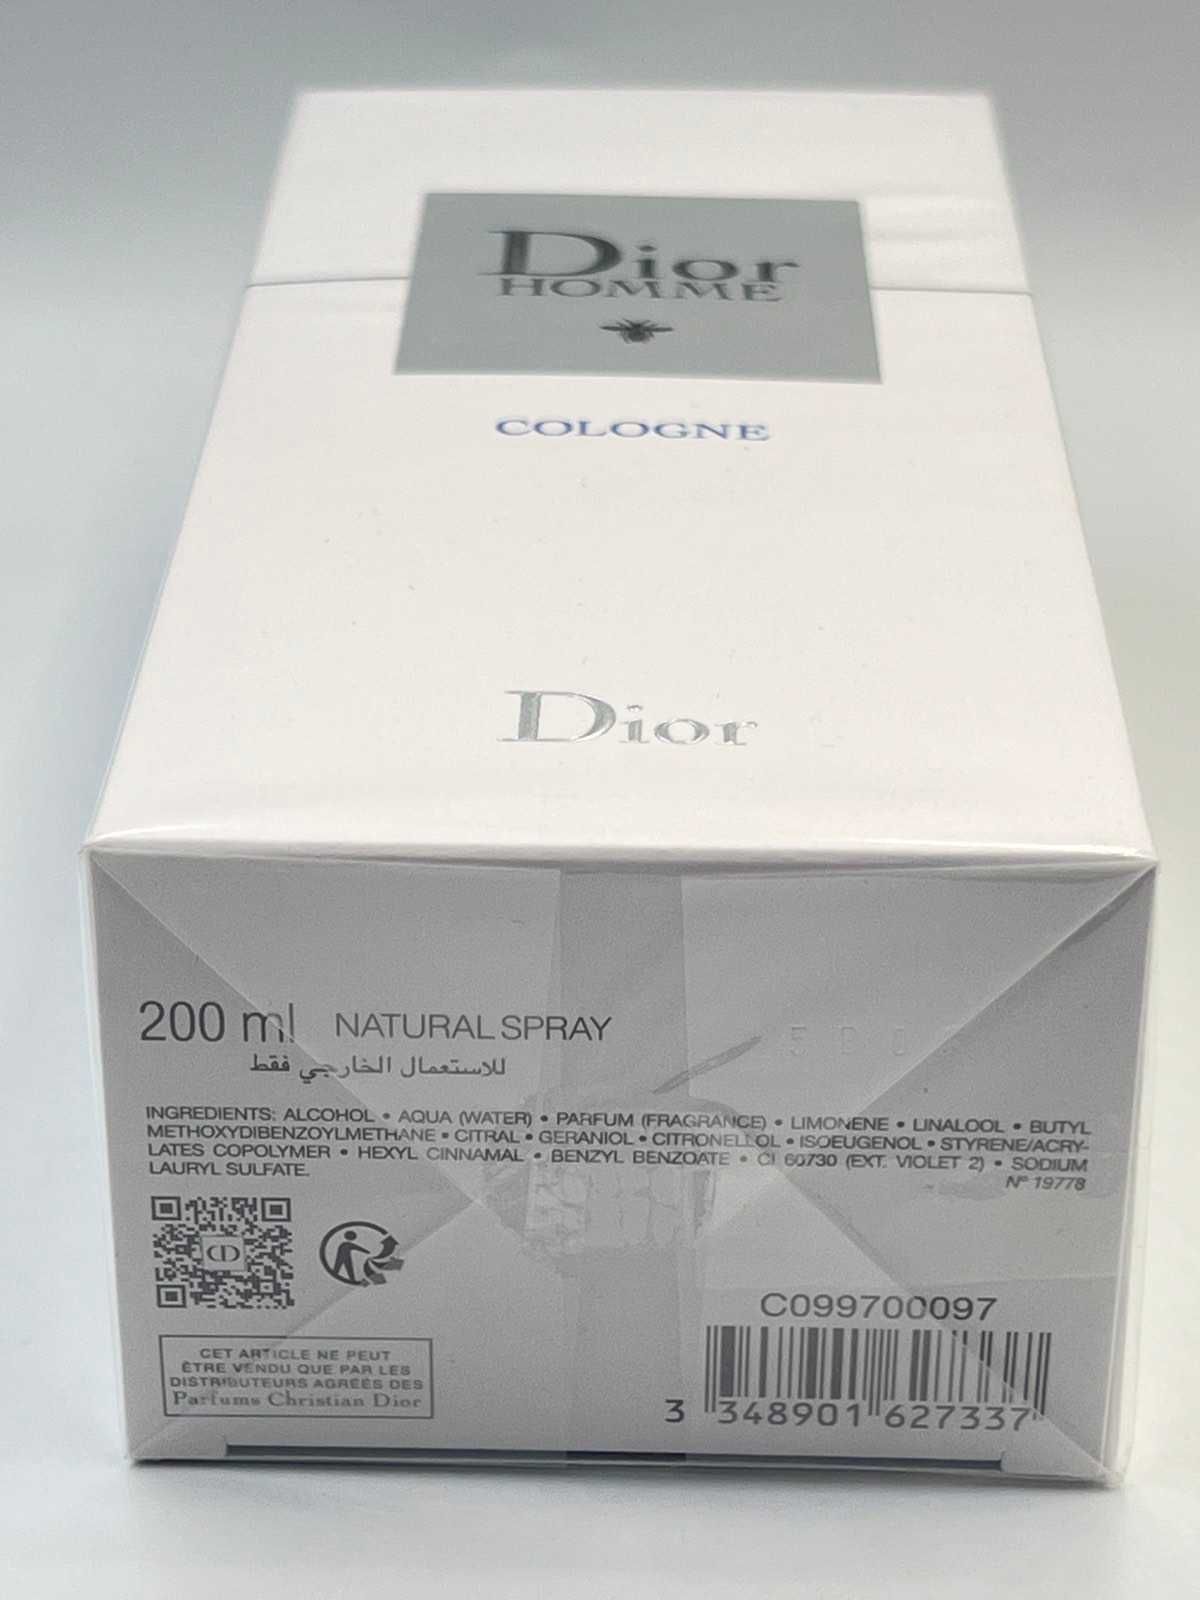 Dior
HOMME
COLOGNE
Dior
200 ml NATURAL SPRAY
للاستعمال الخارجي فقط
INGREDIENTS: ALCOHOL • AQUA (WATER) • PARFUM (FRAGRANCE) • LIMONENE • LINALOOL • BUTYL
METHOXYDIBENZOYLMETHANE • CITRAL • GERANIOL • CITRONELLOL • ISOEUGENOL • STYRENE/ACRY-
LATES COPOLYMER • HEXYL CINNAMAL • BENZYL BENZOATE • CI 60730 (EXT. VIOLET 2) • SODIUM
LAURYL SULFATE.
N° 19778
CD
C099700097
CET ARTICLE NE PEUT
ÊTRE VENDU QUE PAR LES
DISTRIBUTEURS AGRÉÉS DES
Parfums Christian Dior
3 348901 627337